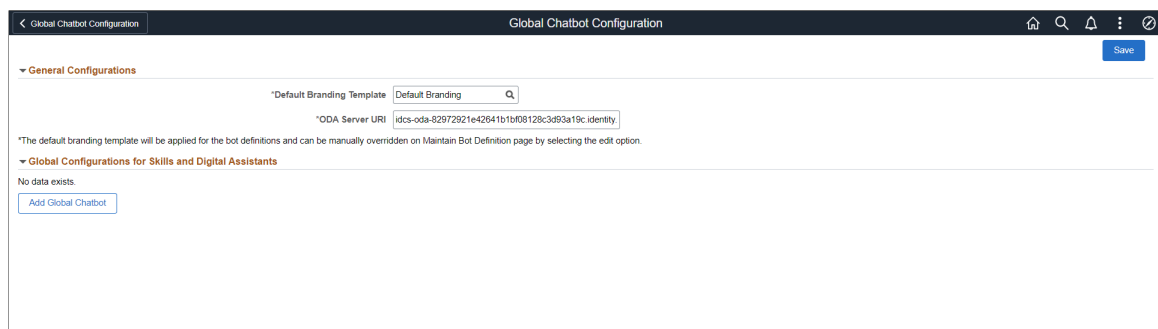 Global Chatbot Configuration
Global Chatbot Configuration
Save
General Configurations
*Default Branding Template Default Branding
*ODA Server URI idcs-oda-82972921e42641b1bf08128c3d93a19c.identity.
*The default branding template will be applied for the bot definitions and can be manually overridden on Maintain Bot Definition page by selecting the edit option.
Global Configurations for Skills and Digital Assistants
No data exists.
Add Global Chatbot